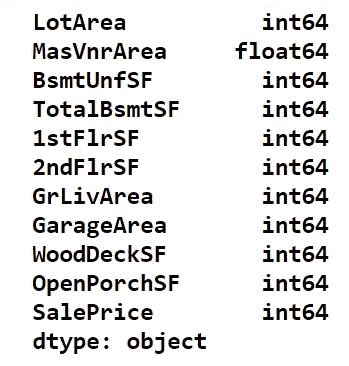 LotArea int64
MasVnrArea float64
BsmtUnfSF int64
TotalBsmtSF int64
1stFlrSF int64
2ndFlrSF int64
GrLivArea int64
GarageArea int64
WoodDeckSF int64
OpenPorchSF int64
SalePrice int64
dtype: object